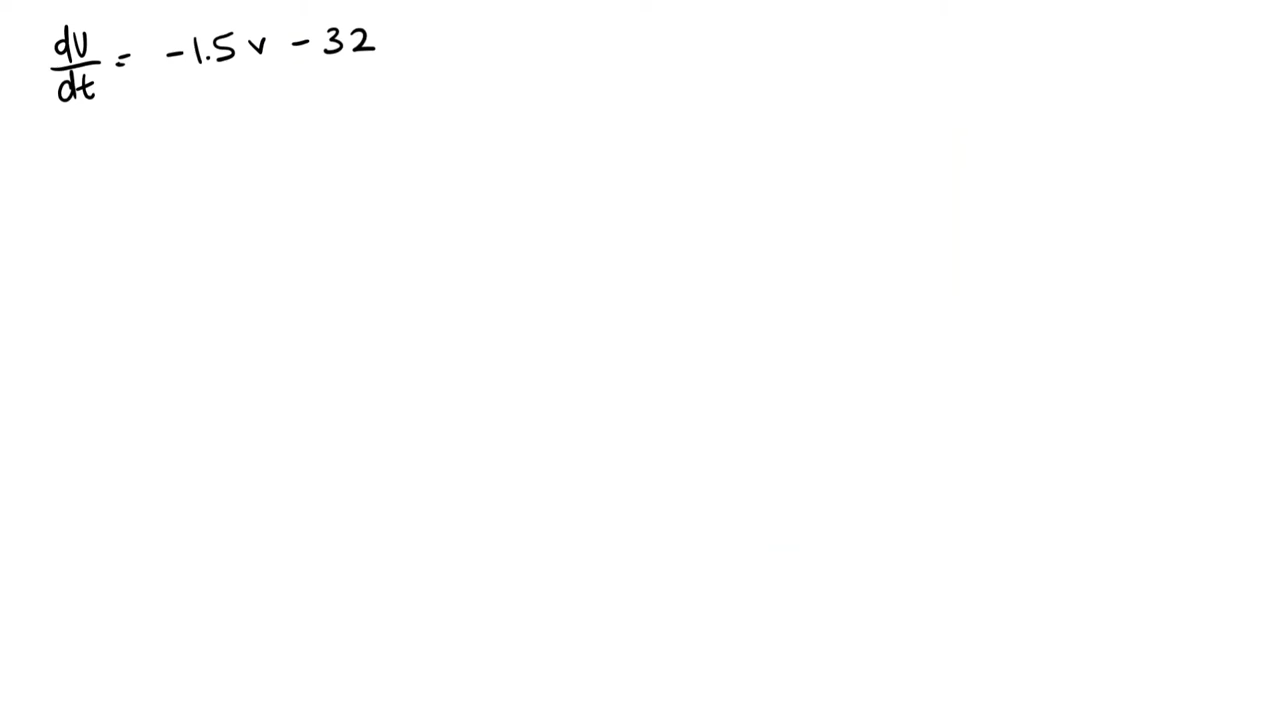 dv/dt = -1.5v - 32